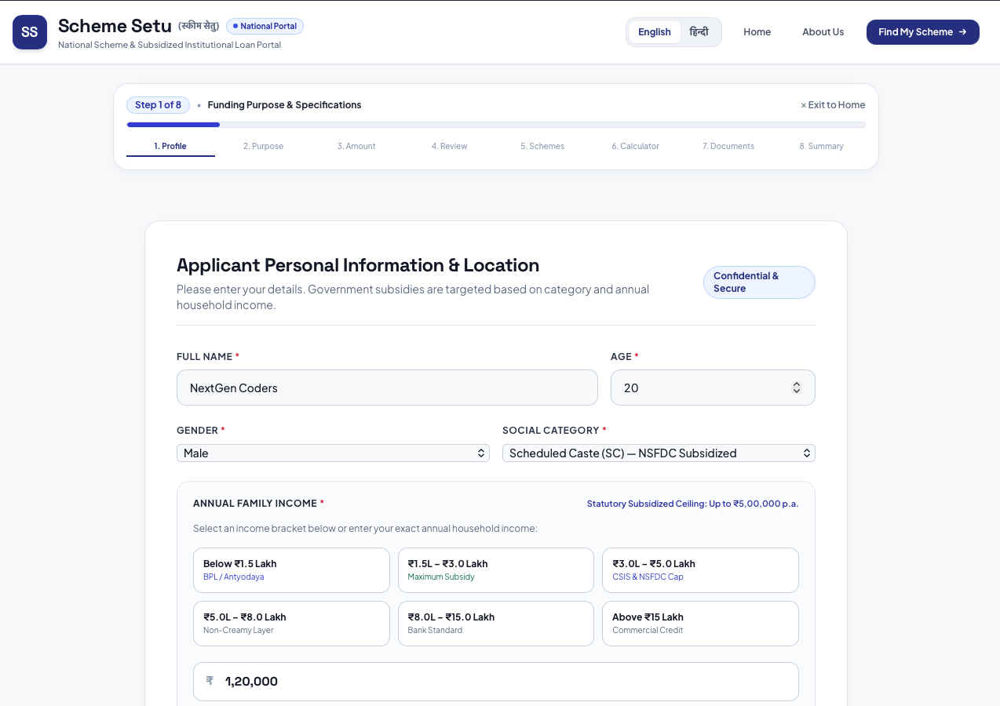 SS
Scheme Setu (स्कीम सेतु) National Portal
National Scheme & Subsidized Institutional Loan Portal
English हिन्दी Home About Us Find My Scheme →
Step 1 of 8 • Funding Purpose & Specifications × Exit to Home
1. Profile 2. Purpose 3. Amount 4. Review 5. Schemes 6. Calculator 7. Documents 8. Summary
Applicant Personal Information & Location
Please enter your details. Government subsidies are targeted based on category and annual
household income.
Confidential &
Secure
FULL NAME * AGE *
NextGen Coders 20
GENDER * SOCIAL CATEGORY *
Male Scheduled Caste (SC) — NSFDC Subsidized
ANNUAL FAMILY INCOME * Statutory Subsidized Ceiling: Up to ₹5,00,000 p.a.
Select an income bracket below or enter your exact annual household income:
Below ₹1.5 Lakh ₹1.5L – ₹3.0 Lakh ₹3.0L – ₹5.0 Lakh
BPL / Antyodaya Maximum Subsidy CSIS & NSFDC Cap
₹5.0L – ₹8.0 Lakh ₹8.0L – ₹15.0 Lakh Above ₹15 Lakh
Non-Creamy Layer Bank Standard Commercial Credit
₹ 1,20,000